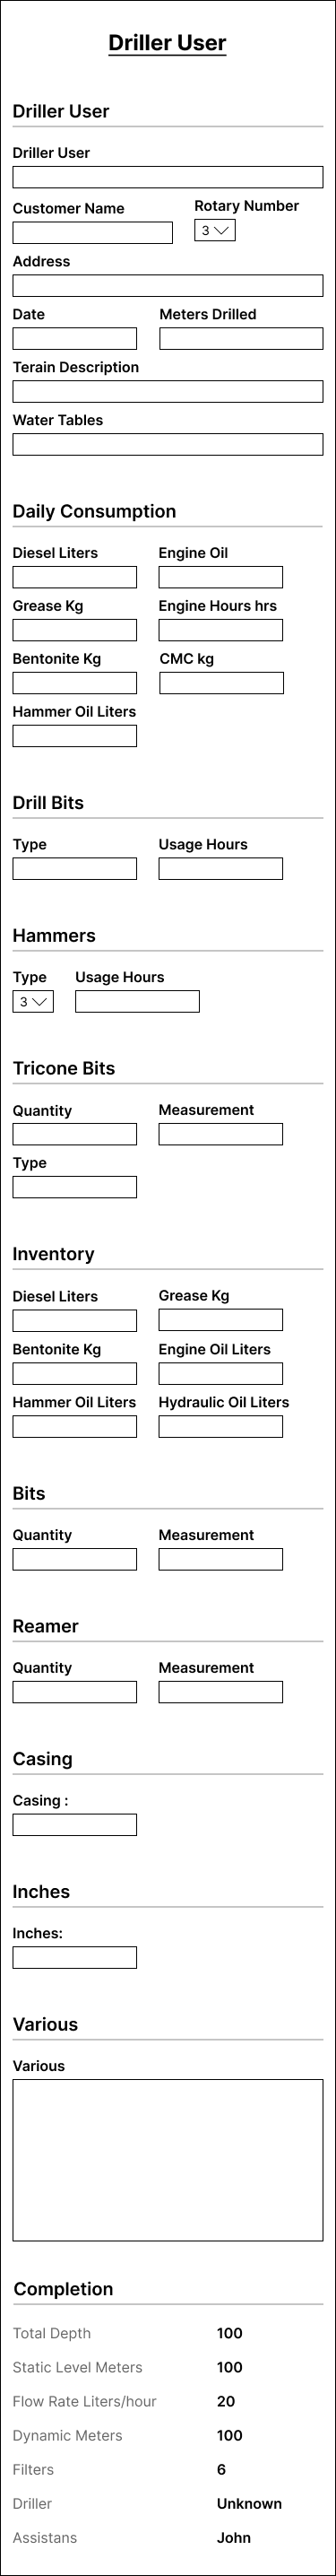 Driller User
Driller User
Driller User
Customer Name Rotary Number
3
Address
Date Meters Drilled
Terain Description
Water Tables
Daily Consumption
Diesel Liters Engine Oil
Grease Kg Engine Hours hrs
Bentonite Kg CMC kg
Hammer Oil Liters
Drill Bits
Type Usage Hours
Hammers
Type Usage Hours
3
Tricone Bits
Quantity Measurement
Type
Inventory
Diesel Liters Grease Kg
Bentonite Kg Engine Oil Liters
Hammer Oil Liters Hydraulic Oil Liters
Bits
Quantity Measurement
Reamer
Quantity Measurement
Casing
Casing :
Inches
Inches:
Various
Various
Completion
Total Depth 100
Static Level Meters 100
Flow Rate Liters/hour 20
Dynamic Meters 100
Filters 6
Driller Unknown
Assistans John